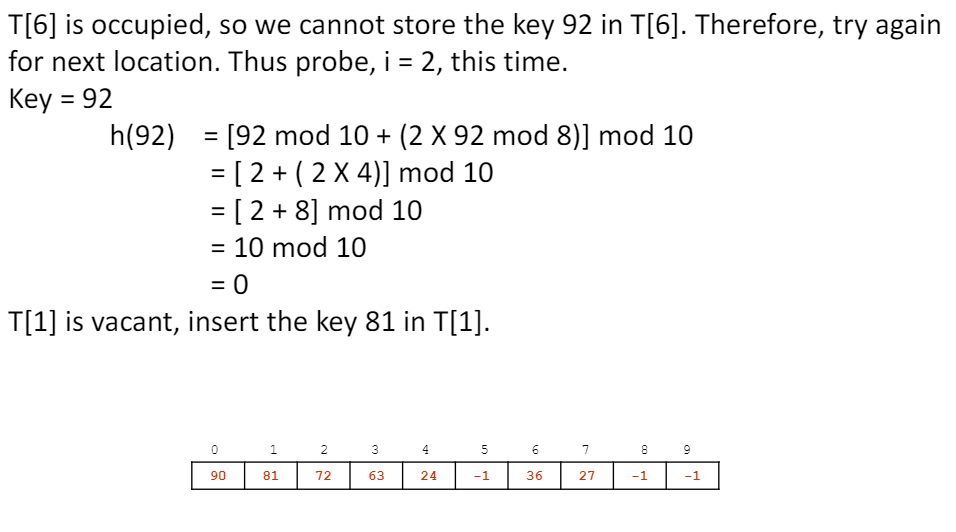 T[6] is occupied, so we cannot store the key 92 in T[6]. Therefore, try again
for next location. Thus probe, i = 2, this time.
Key = 92
h(92) = [92 mod 10 + (2 X 92 mod 8)] mod 10
= [ 2 + ( 2 X 4)] mod 10
= [ 2 + 8] mod 10
= 10 mod 10
= 0
T[1] is vacant, insert the key 81 in T[1].
0 1 2 3 4 5 6 7 8 9
90 81 72 63 24 -1 36 27 -1 -1